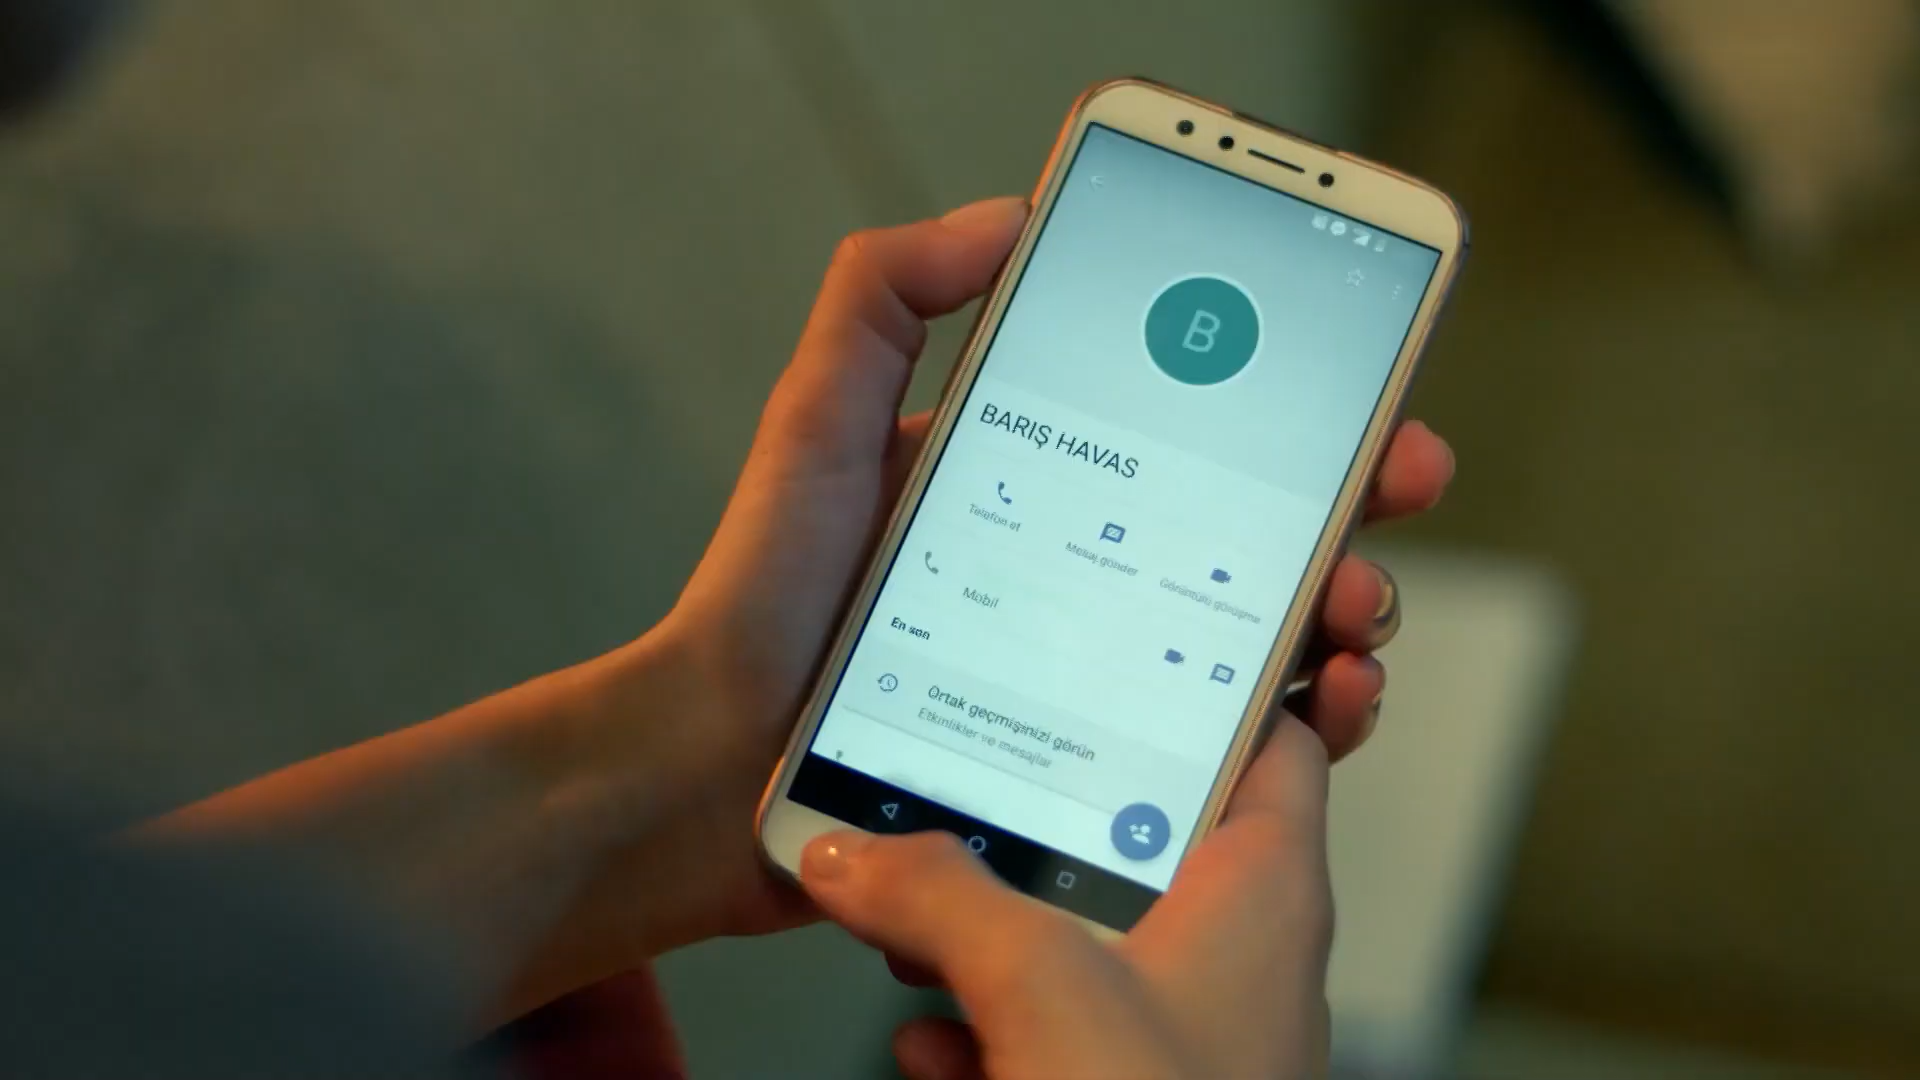 B
BARIŞ HAVAS
Telefon et
Mesaj gönder
Görüntülü görüşme
Mobil
En son
Ortak geçmişinizi görün
Etkinlikler ve mesajlar